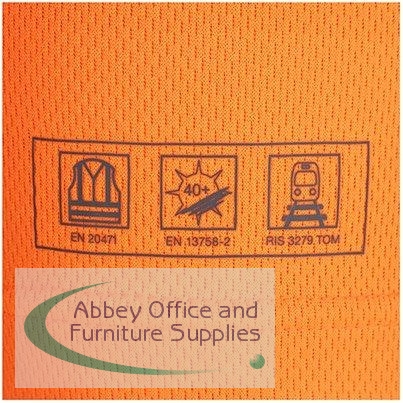 40+
EN 20471
EN 13758-2
RIS 3279 TOM
Abbey Office and
Furniture Supplies